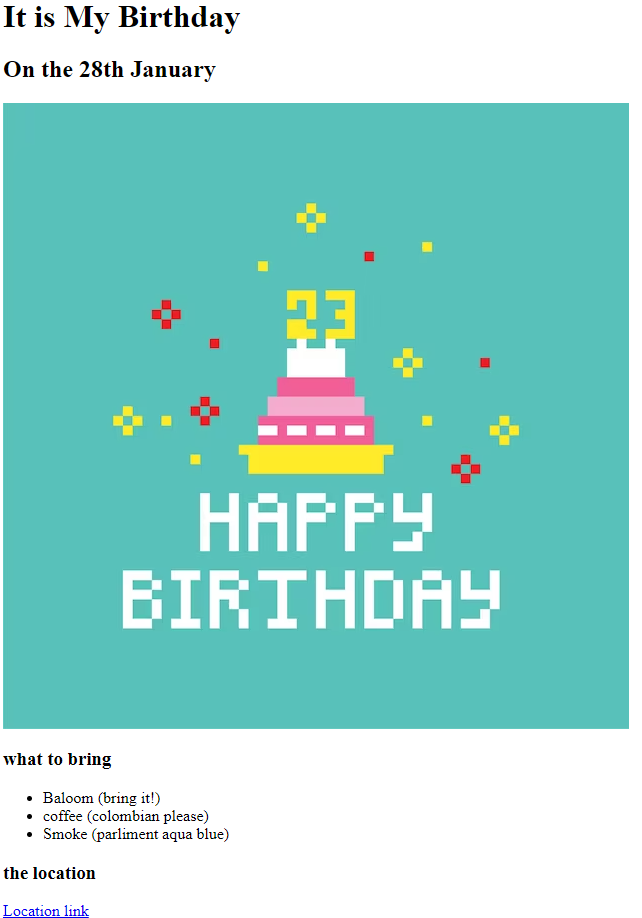 It is My Birthday
On the 28th January
23
HAPPY
BIRTHDAY
what to bring
Baloom (bring it!)
coffee (colombian please)
Smoke (parliment aqua blue)
the location
Location link